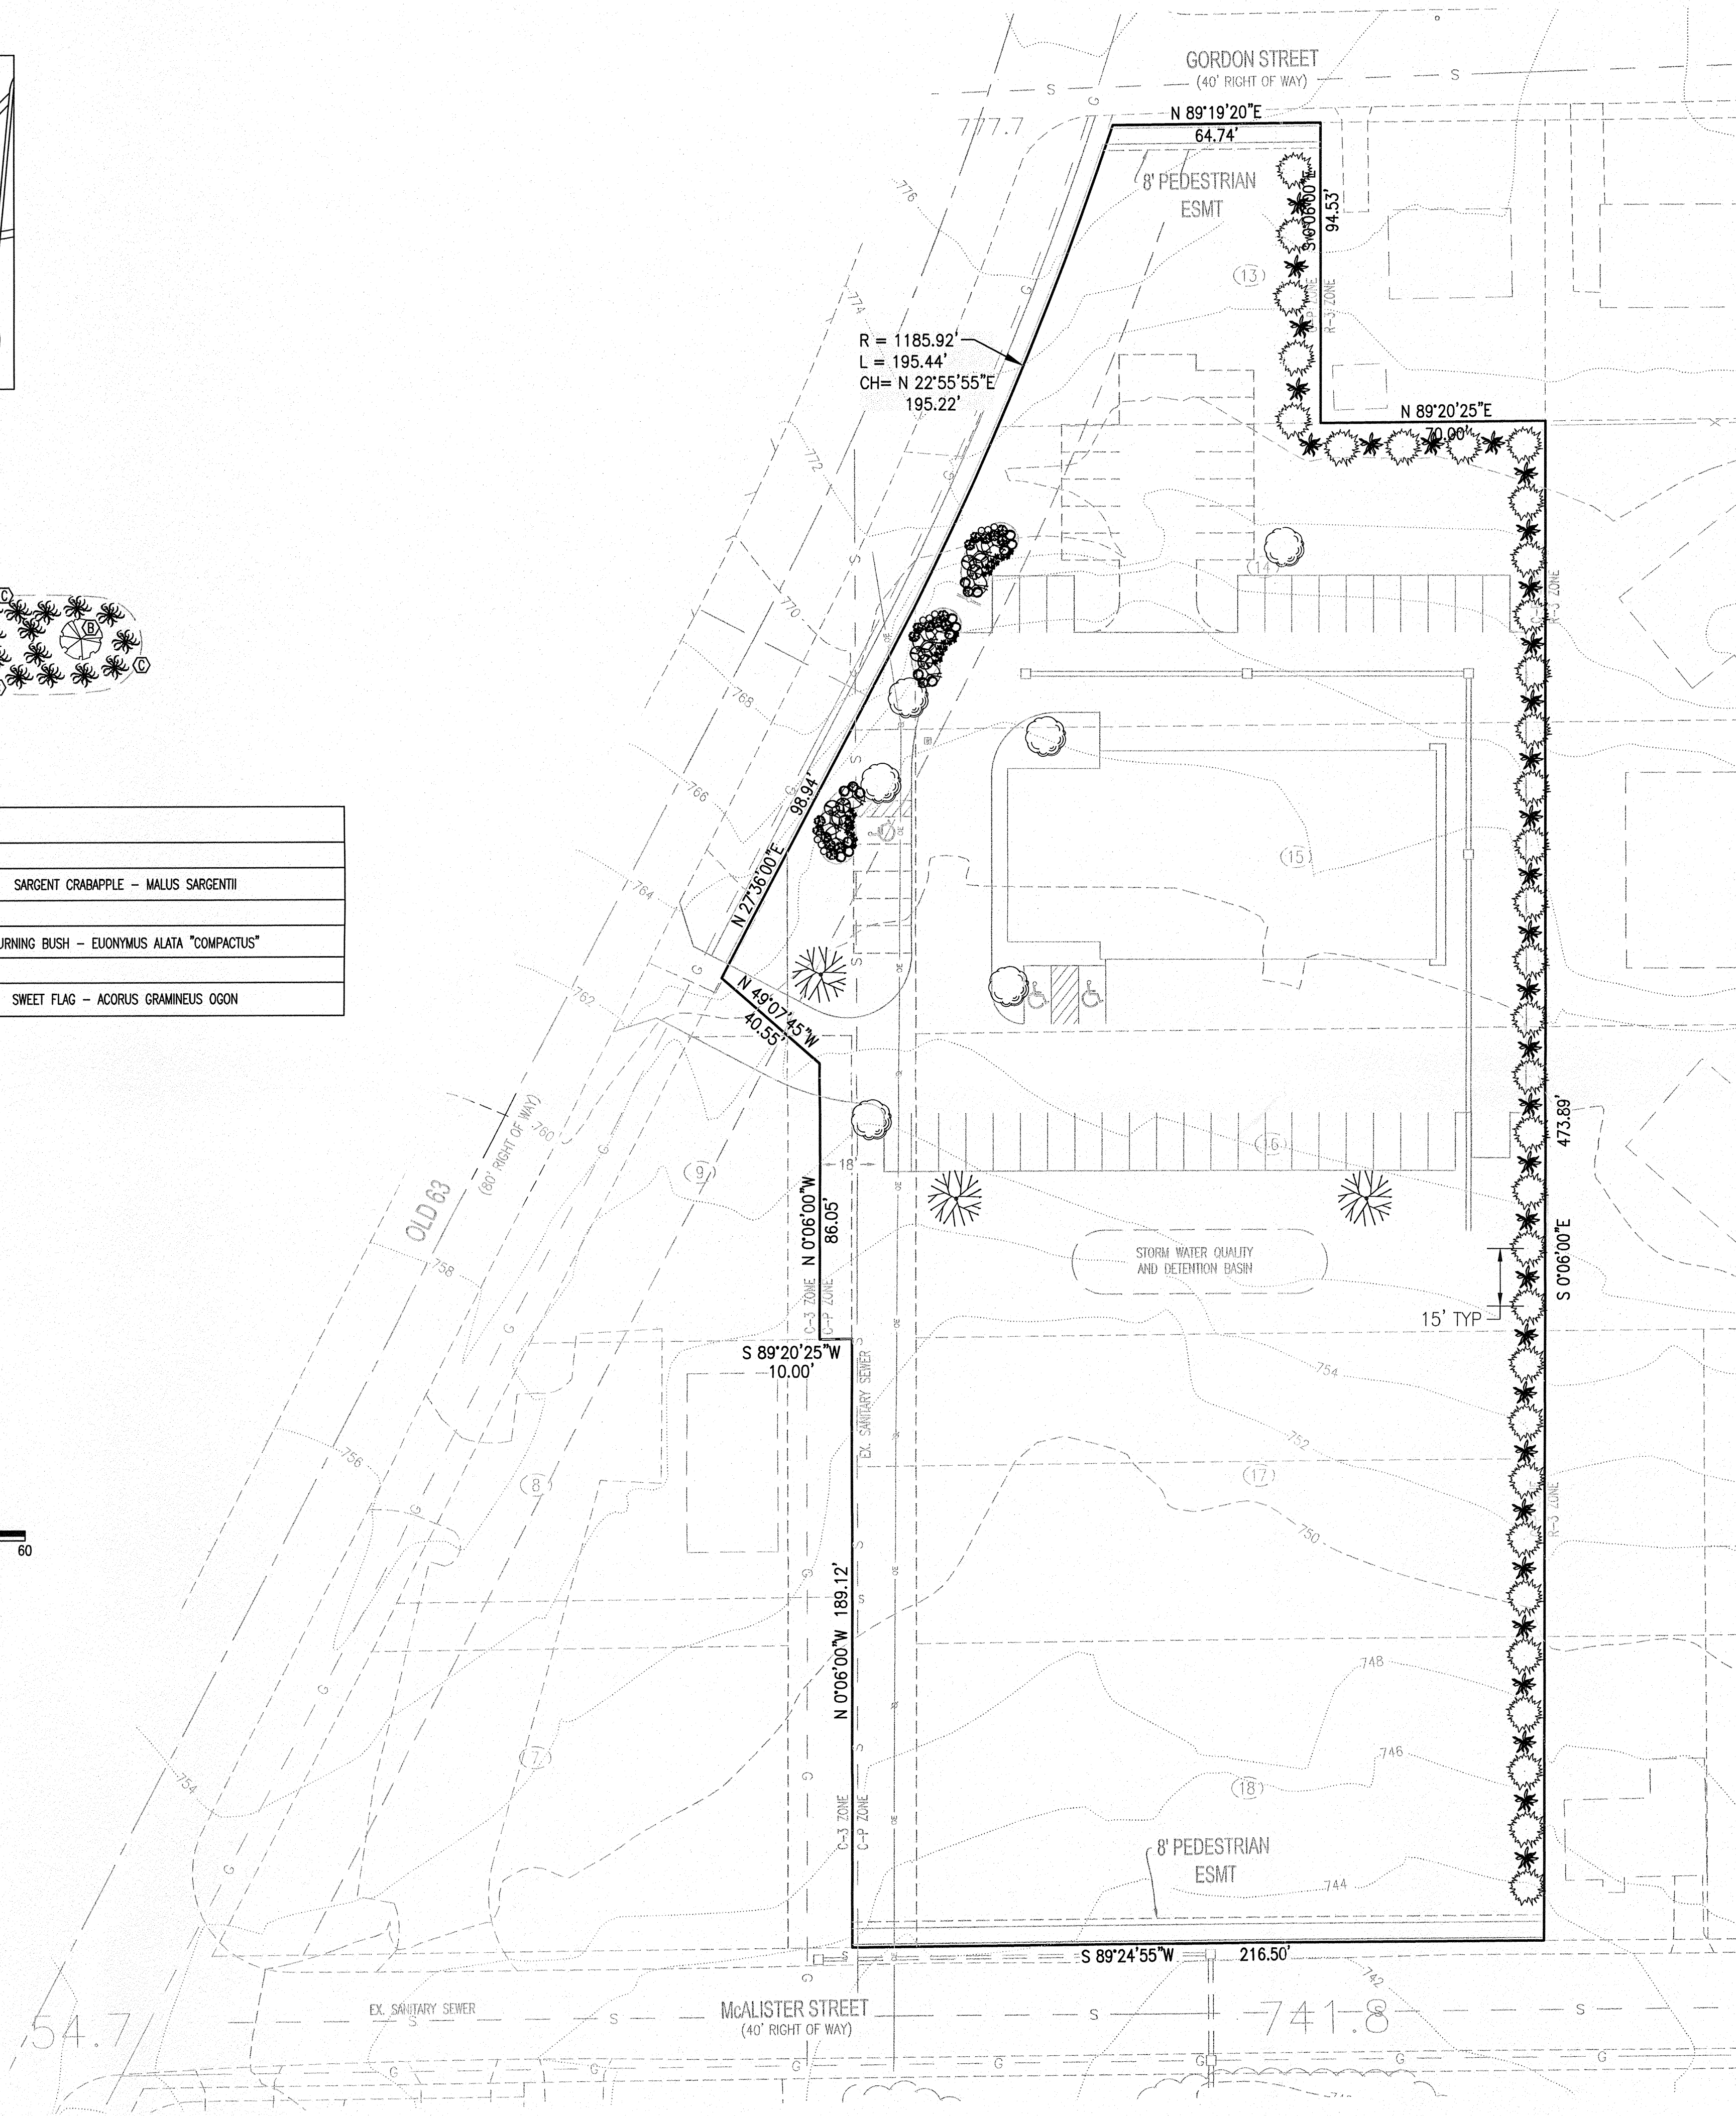 GORDON STREET
(40' RIGHT OF WAY)
S
S
G
N 89°19'20"E
64.74'
777.7
8' PEDESTRIAN
ESMT
776
S 0°06'00"E
94.53'
13
C-P ZONE
R-3 ZONE
G
774
R = 1185.92'
L = 195.44'
CH= N 22°55'55"E
195.22'
N 89°20'25"E
70.00'
772
G
S
14
R-3 ZONE
770
C
B
C
768
S
766
G
98.94'
N 27°36'00"E
15
764
SARGENT CRABAPPLE - MALUS SARGENTII
URNING BUSH - EUONYMUS ALATA "COMPACTUS"
SWEET FLAG - ACORUS GRAMINEUS OGON
S
G
762
N 49°07'45"W
40.55'
OLD 63
(80' RIGHT OF WAY)
760
G
9
18'
16
473.89'
N 0°06'00"W
86.05'
S 0°06'00"E
STORM WATER QUALITY
AND DETENTION BASIN
758
C-3 ZONE
C-P ZONE
15' TYP
G
S
S 89°20'25"W
10.00'
EX. SANITARY SEWER
754
752
756
8
17
G
R-3 ZONE
750
60
S
G
N 0°06'00"W 189.12'
S
748
G
S
746
7
754
G
18
C-3 ZONE
C-P ZONE
8' PEDESTRIAN
ESMT
744
G
S
S 89°24'55"W
216.50'
G
742
EX. SANITARY SEWER
McALISTER STREET
(40' RIGHT OF WAY)
54.7
S
S
S
741.8
S
S
G
G
G
G
G
G
G